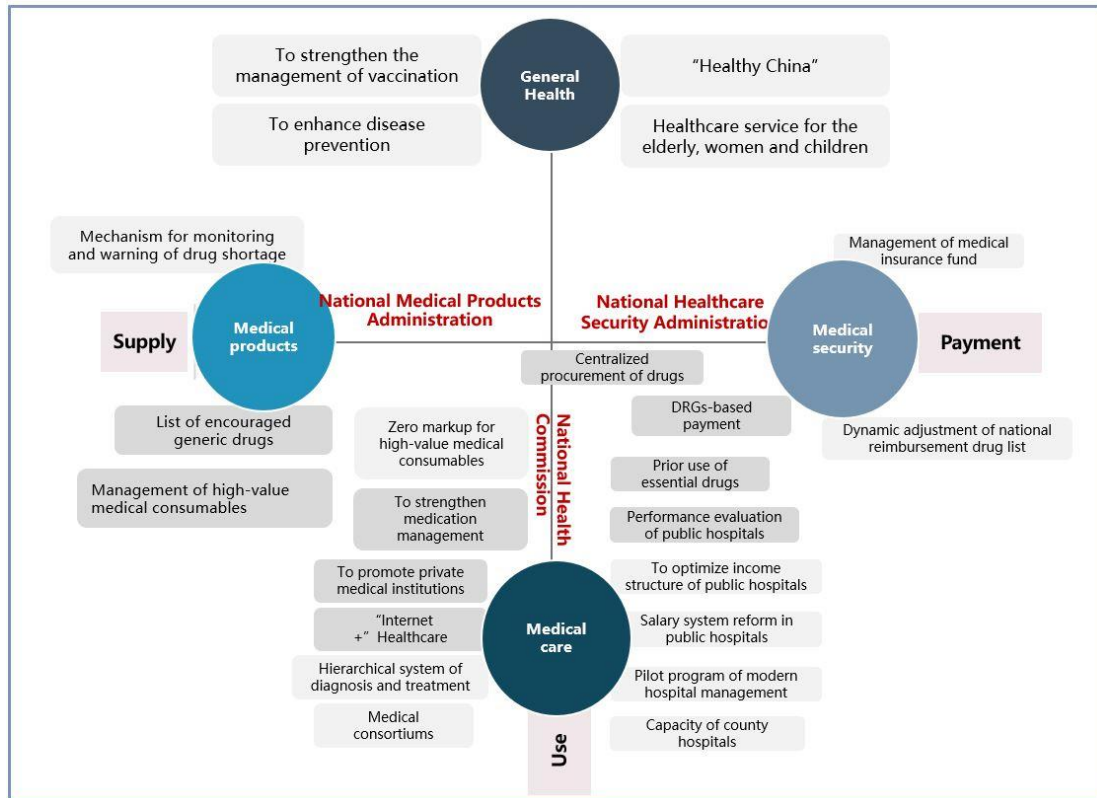 To strengthen the
management of vaccination
General
Health
"Healthy China"
To enhance disease
prevention
Healthcare service for the
elderly, women and children
Mechanism for monitoring
and warning of drug shortage
Management of medical
insurance fund
National Medical Products
Administration
National Healthcare
Security Administratio
Supply
Medical
products
Medical
security
Payment
Centralized
procurement of drugs
List of encouraged
generic drugs
Zero markup for
high-value medical
consumables
National Health
Commission
DRGs-based
payment
Dynamic adjustment of national
reimbursement drug list
Management of high-value
medical consumables
To strengthen
medication
management
Prior use of
essential drugs
Performance evaluation
of public hospitals
To promote private
medical institutions
To optimize income
structure of public hospitals
“Internet
+” Healthcare
Medical
care
Salary system reform in
public hospitals
Hierarchical system of
diagnosis and treatment
Pilot program of modern
hospital management
Medical
consortiums
Use
Capacity of county
hospitals